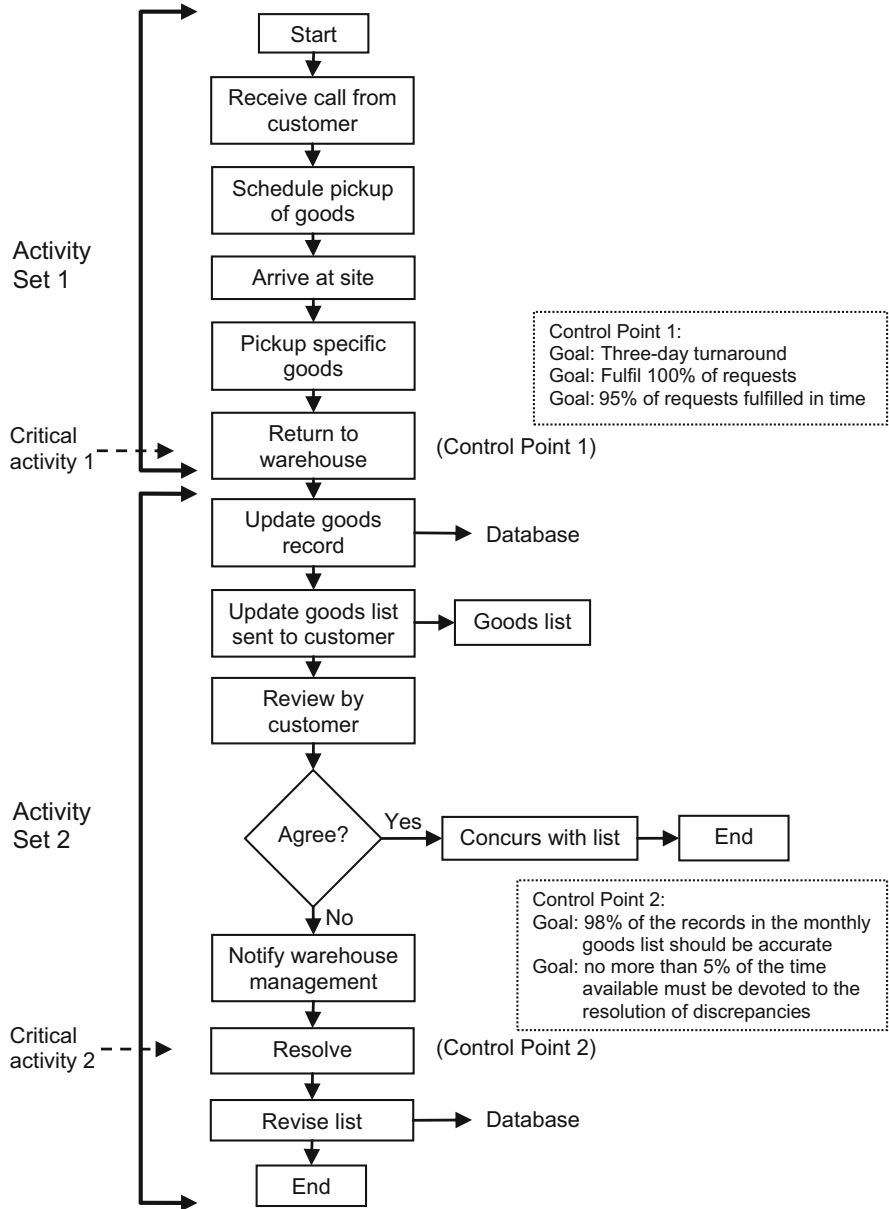 Start
Receive call from
customer
Schedule pickup
of goods
Activity
Set 1
Arrive at site
Pickup specific
goods
Control Point 1:
Goal: Three-day turnaround
Goal: Fulfil 100% of requests
Goal: 95% of requests fulfilled in time
Critical
activity 1
Return to
warehouse
(Control Point 1)
Update goods
record
Database
Update goods list
sent to customer
Goods list
Review by
customer
Activity
Set 2
Agree?
Yes
Concurs with list
End
No
Control Point 2:
Goal: 98% of the records in the monthly
goods list should be accurate
Goal: no more than 5% of the time
available must be devoted to the
resolution of discrepancies
Notify warehouse
management
Critical
activity 2
Resolve
(Control Point 2)
Revise list
Database
End